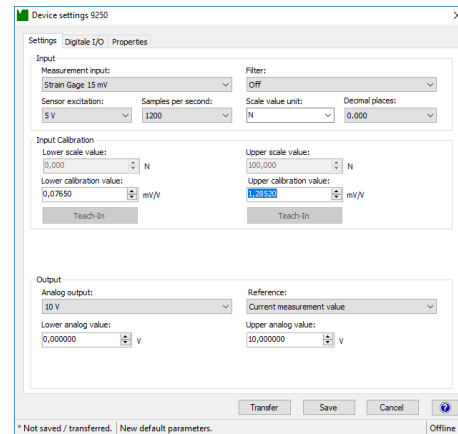 Device settings 9250
Settings Digitale I/O Properties
Input
Measurement input: Filter:
Strain Gage 15 mV Off
Sensor excitation: Samples per second: Scale value unit: Decimal places:
5 V 1200 N 0.000
Input Calibration
Lower scale value: Upper scale value:
0,000 N 100,000 N
Lower calibration value: Upper calibration value:
0,07650 mV/V 1,28520 mV/V
Teach-In Teach-In
Output
Analog output: Reference:
10 V Current measurement value
Lower analog value: Upper analog value:
0,000000 V 10,000000 V
Transfer Save Cancel ?
* Not saved / transferred. New default parameters. Offline